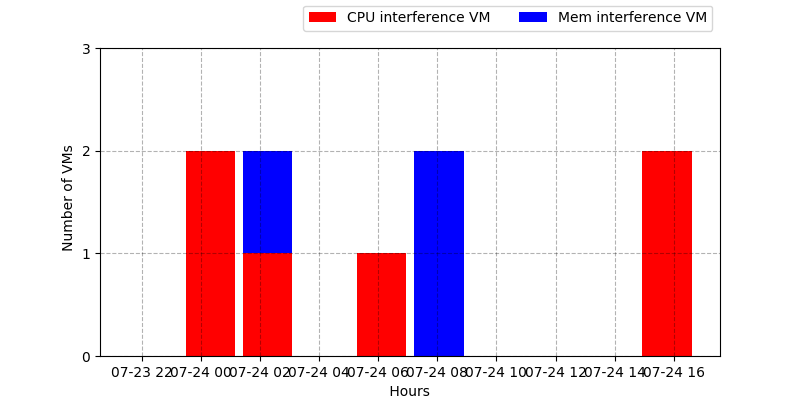 CPU interference VM Mem interference VM
3
2
1
0
Number of VMs
07-23 22 07-24 00 07-24 02 07-24 04 07-24 06 07-24 08 07-24 10 07-24 12 07-24 14 07-24 16
Hours